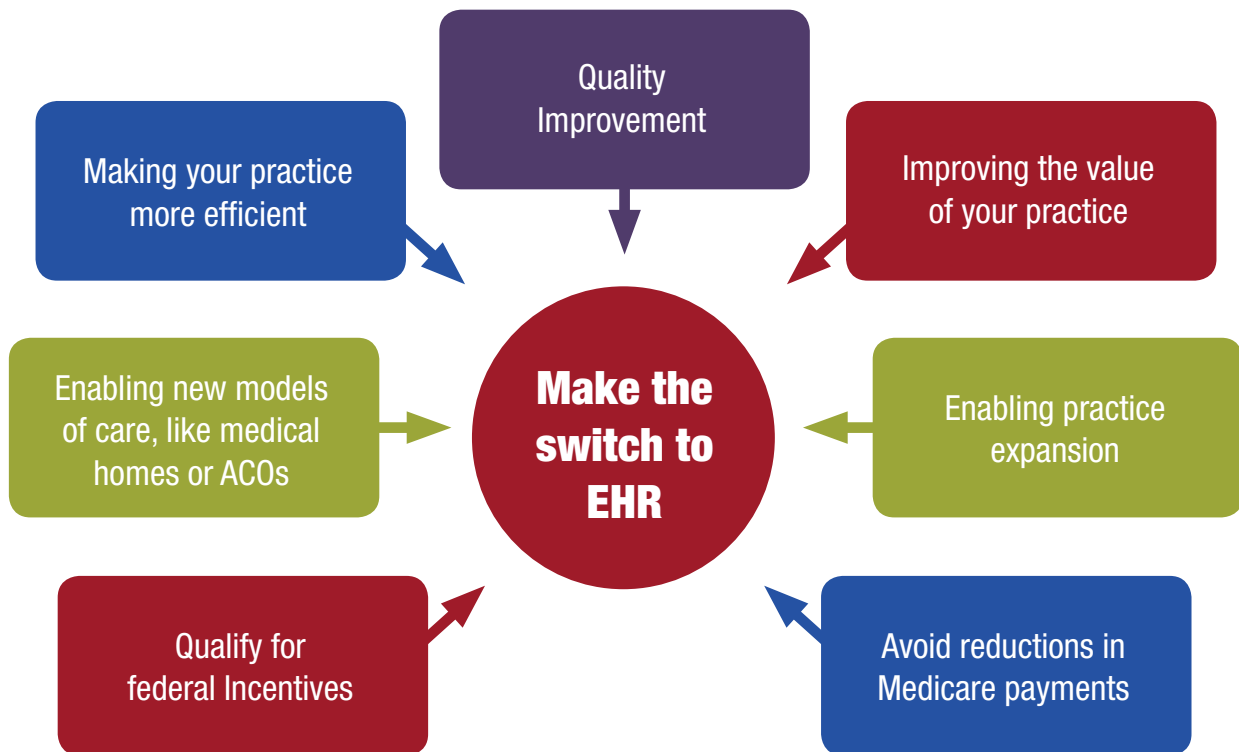 Quality
Improvement
Making your practice
more efficient
Improving the value
of your practice
Enabling new models
of care, like medical
homes or ACOs
Make the
switch to
EHR
Enabling practice
expansion
Qualify for
federal Incentives
Avoid reductions in
Medicare payments